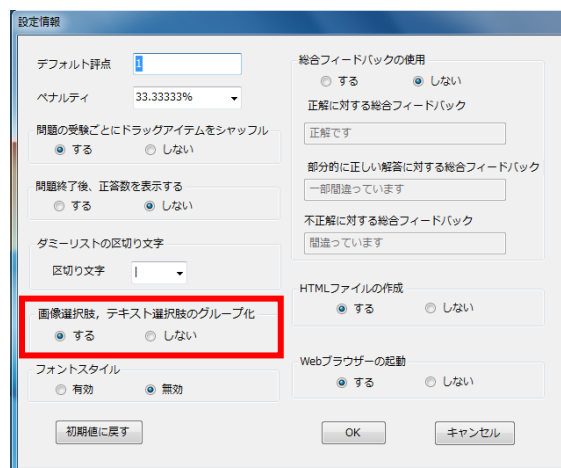 設定情報
デフォルト評点
1
ペナルティ
33.33333%
問題の受験ごとにドラッグアイテムをシャッフル
する
しない
問題終了後、正答数を表示する
する
しない
ダミーリストの区切り文字
区切り文字
|
画像選択肢，テキスト選択肢のグループ化
する
しない
フォントスタイル
有効
無効
初期値に戻す
総合フィードバックの使用
する
しない
正解に対する総合フィードバック
正解です
部分的に正しい解答に対する総合フィードバック
一部間違っています
不正解に対する総合フィードバック
間違っています
HTMLファイルの作成
する
しない
Webブラウザーの起動
する
しない
OK
キャンセル